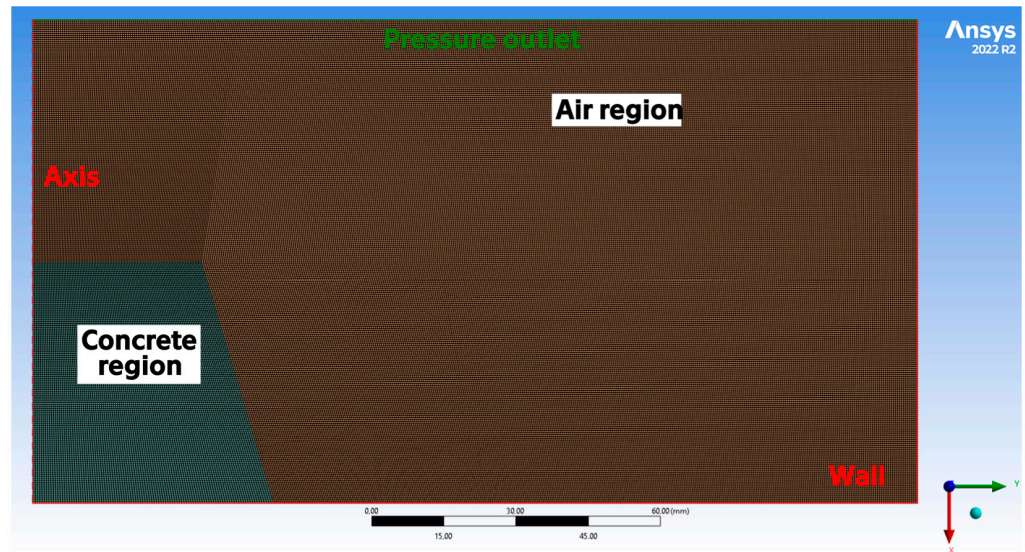 Ansys
2022 R2
Pressure outlet
Air region
Axis
Concrete
region
Wall
0.00
30.00
60.00 (mm)
15.00
45.00
Y
X